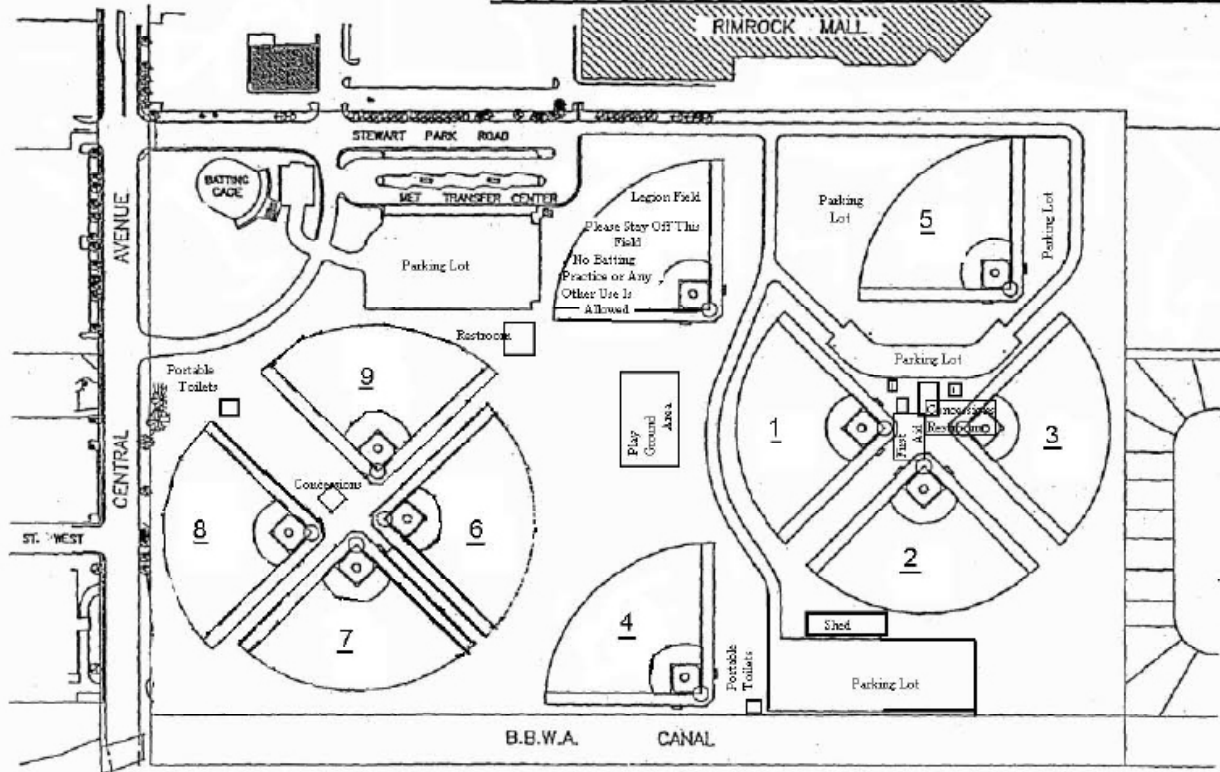 RIMROCK MALL
STEWART PARK ROAD
BATTING
CAGE
MET TRANSFER CENTER
Legion Field
Please Stay Off This
Field
No Batting
Practice or Any
Other Use Is
Allowed
Parking
Lot
5
Parking Lot
CENTRAL AVENUE
Parking Lot
Restroom
Portable
Toilets
9
Parking Lot
Play
Ground
Area
1
Concessions
Restrooms
First
Aid
3
Concessions
8
6
ST. WEST
7
2
4
Shed
Portable
Toilets
Parking Lot
B.B.W.A. CANAL